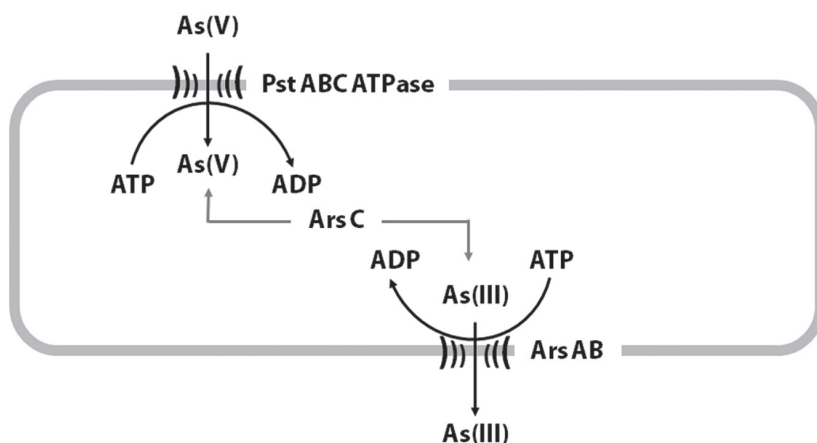 As(V)
Pst ABC ATPase
As(V)
ATP
ADP
Ars C
ADP
ATP
As(III)
Ars AB
As(III)